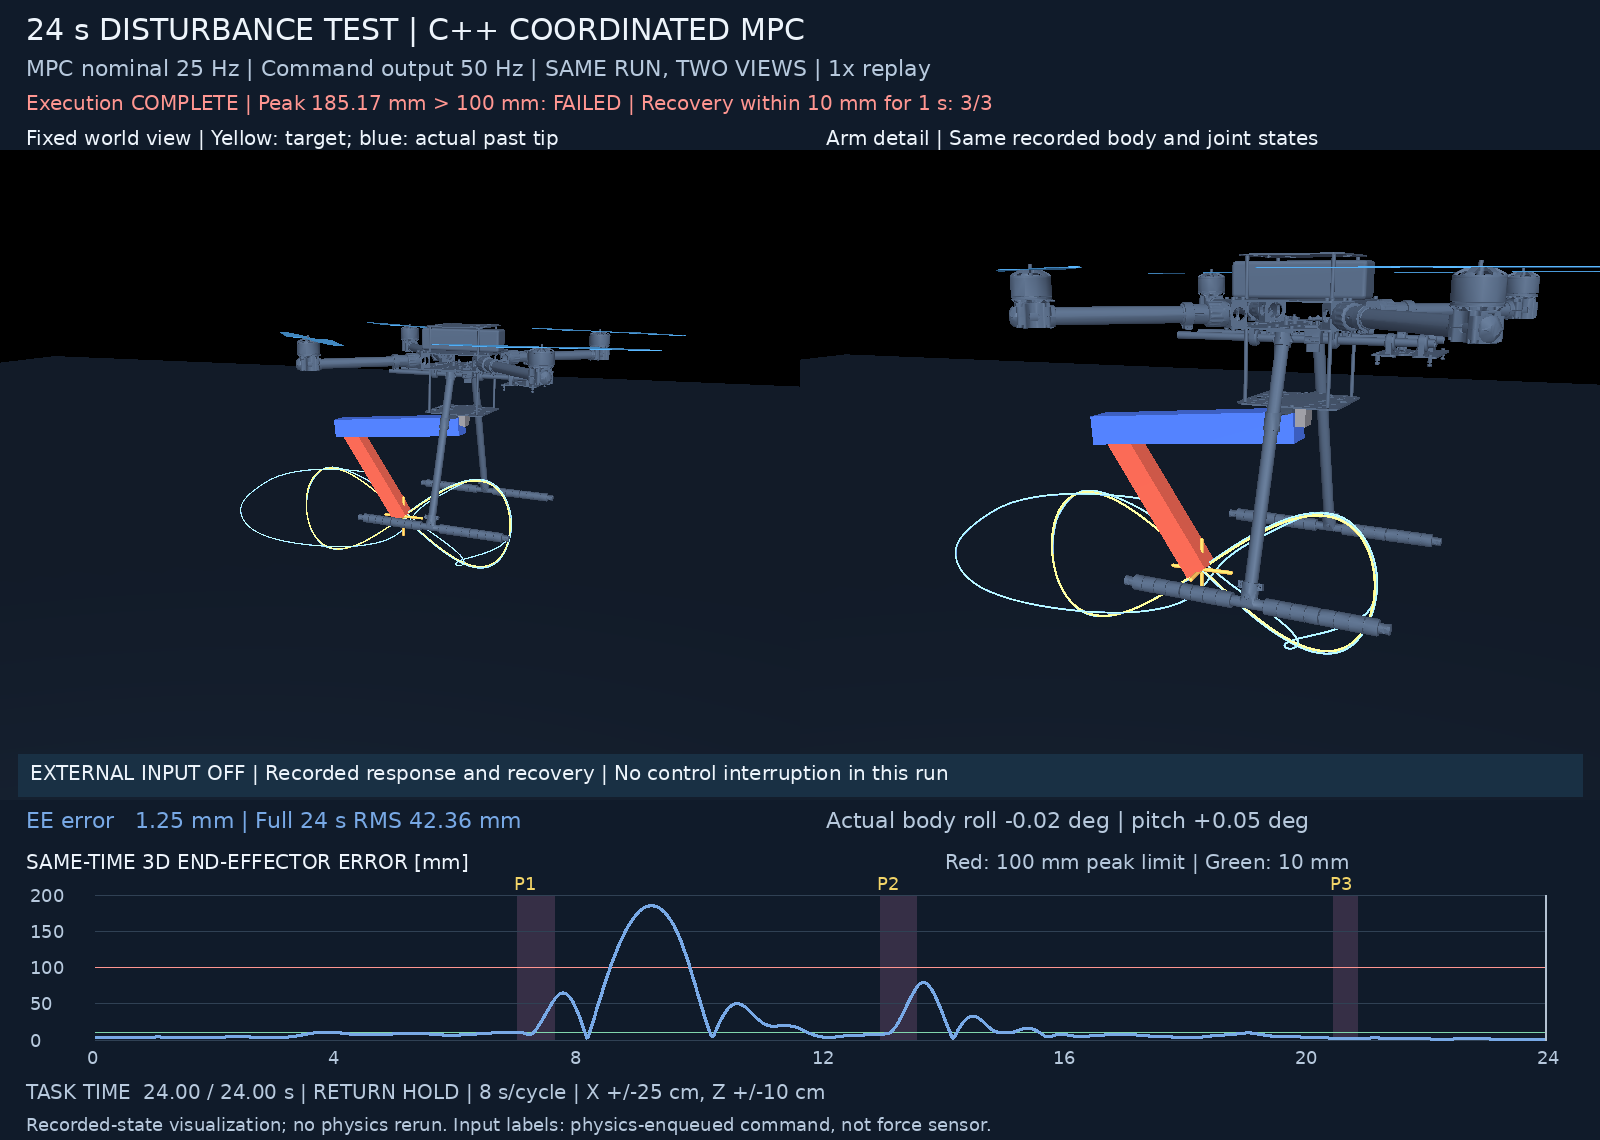 24 s DISTURBANCE TEST | C++ COORDINATED MPC
MPC nominal 25 Hz | Command output 50 Hz | SAME RUN, TWO VIEWS | 1x replay
Execution COMPLETE | Peak 185.17 mm > 100 mm: FAILED | Recovery within 10 mm for 1 s: 3/3
Fixed world view | Yellow: target; blue: actual past tip
Arm detail | Same recorded body and joint states
EXTERNAL INPUT OFF | Recorded response and recovery | No control interruption in this run
EE error 1.25 mm | Full 24 s RMS 42.36 mm
Actual body roll -0.02 deg | pitch +0.05 deg
SAME-TIME 3D END-EFFECTOR ERROR [mm]
Red: 100 mm peak limit | Green: 10 mm
P1 P2 P3
200
150
100
50
0
0 4 8 12 16 20 24
TASK TIME 24.00 / 24.00 s | RETURN HOLD | 8 s/cycle | X +/-25 cm, Z +/-10 cm
Recorded-state visualization; no physics rerun. Input labels: physics-enqueued command, not force sensor.